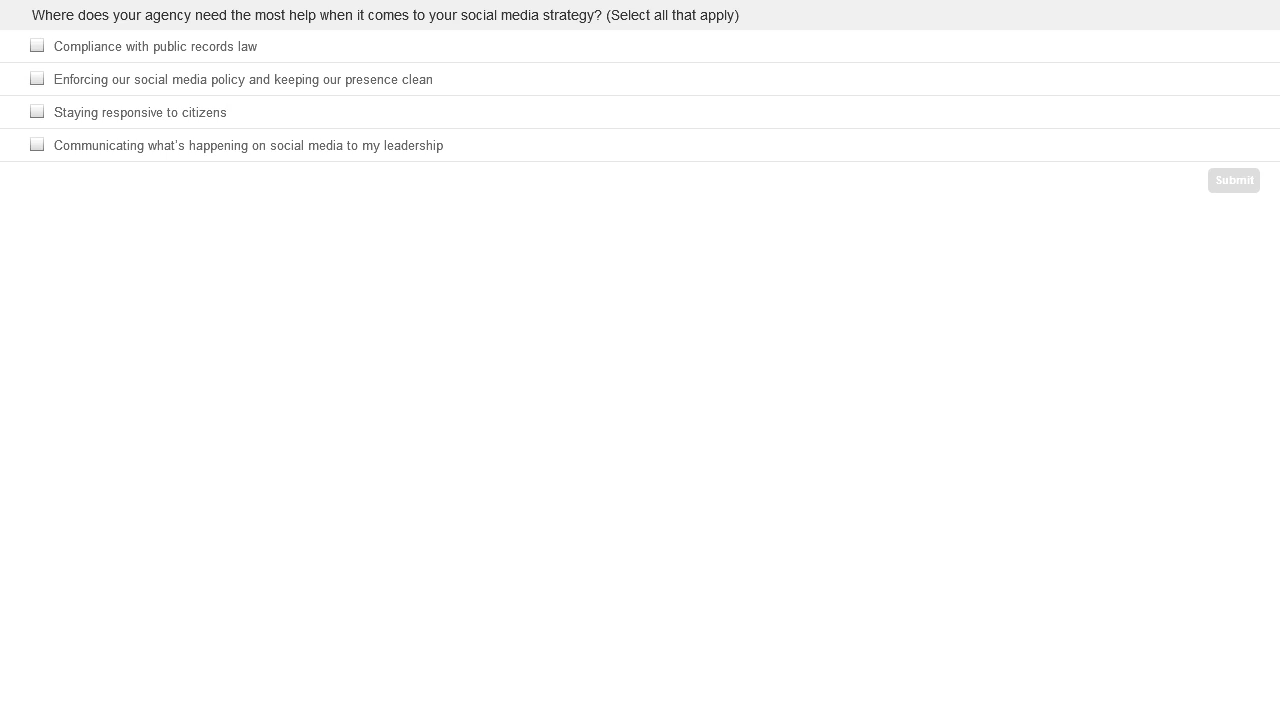 Where does your agency need the most help when it comes to your social media strategy? (Select all that apply)
Compliance with public records law
Enforcing our social media policy and keeping our presence clean
Staying responsive to citizens
Communicating what's happening on social media to my leadership
Submit